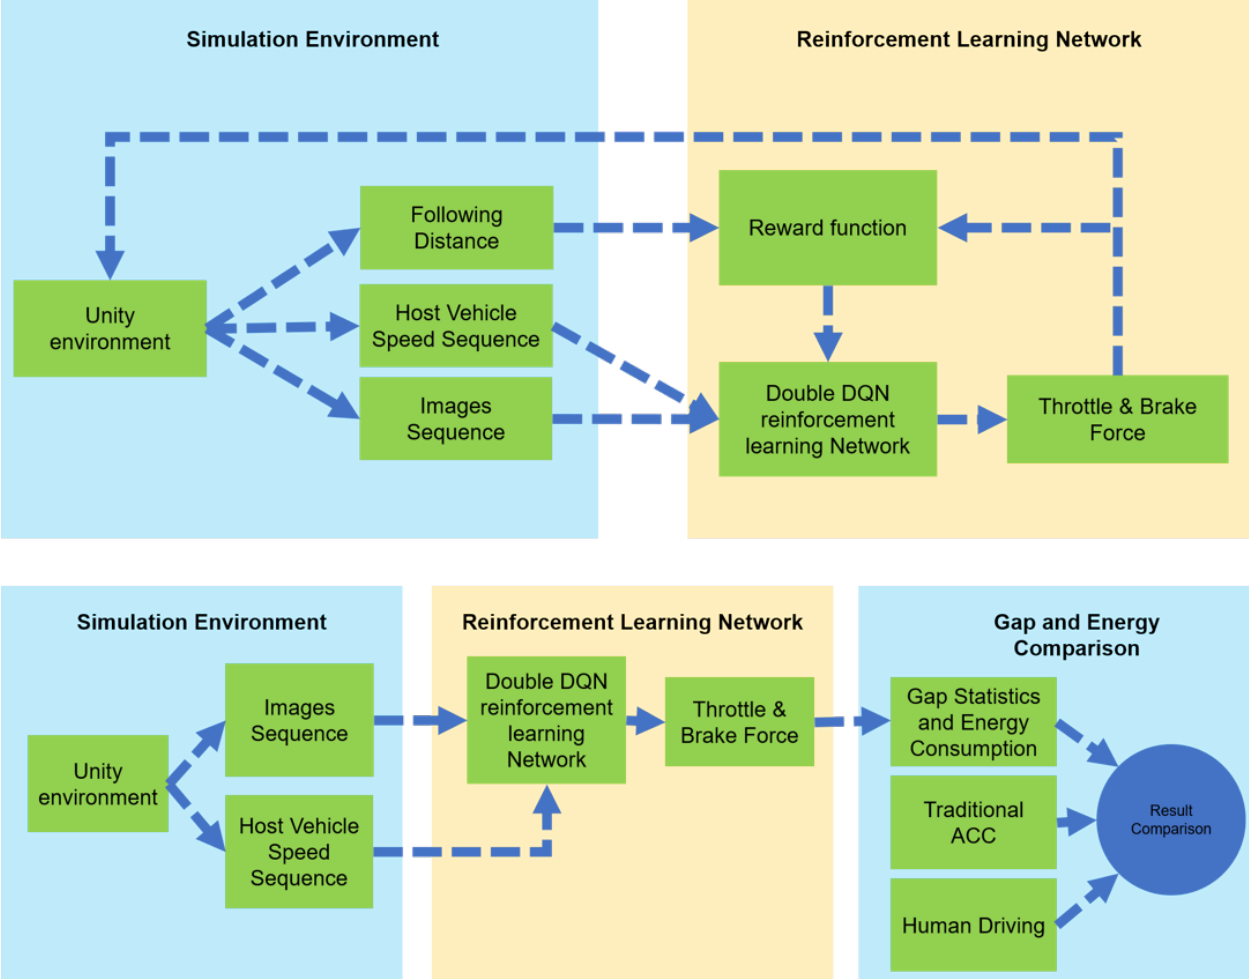 Simulation Environment
Reinforcement Learning Network
Following
Distance
Reward function
Unity
environment
Host Vehicle
Speed Sequence
Images
Sequence
Double DQN
reinforcement
learning Network
Throttle & Brake
Force
Simulation Environment
Reinforcement Learning Network
Gap and Energy
Comparison
Unity
environment
Images
Sequence
Host Vehicle
Speed
Sequence
Double DQN
reinforcement
learning
Network
Throttle &
Brake Force
Gap Statistics
and Energy
Consumption
Traditional
ACC
Human Driving
Result
Comparison